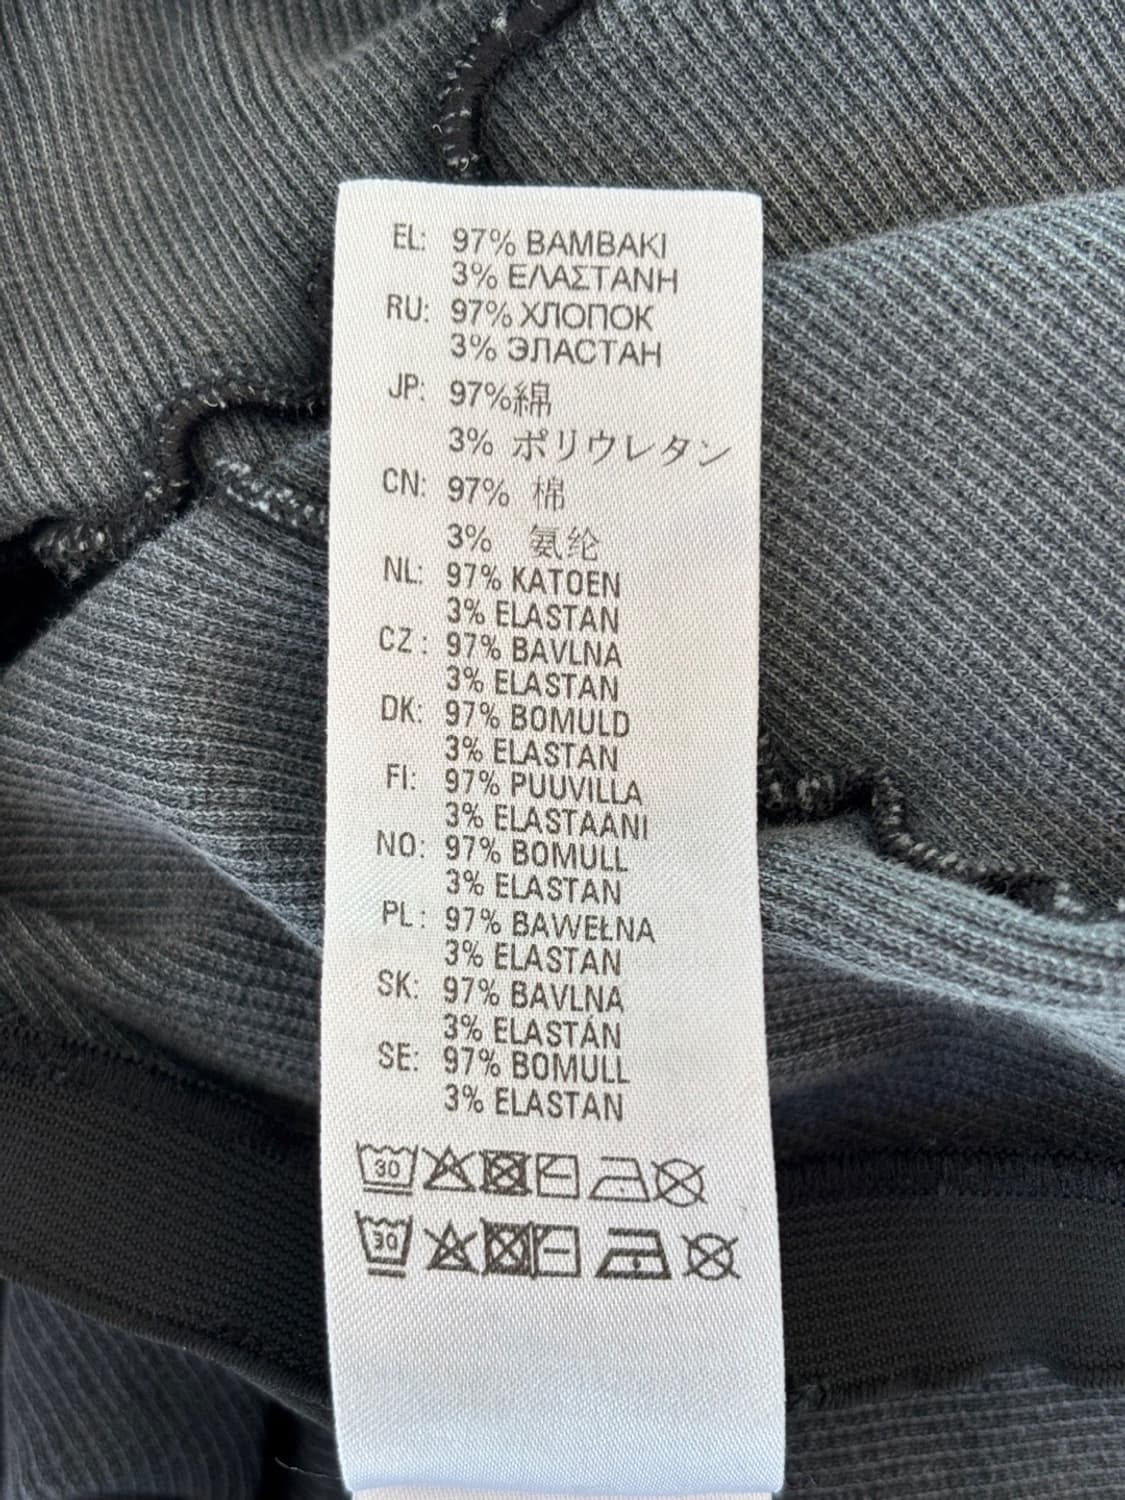 EL: 97% ΒΑΜΒΑΚΙ
3% ΕΛΑΣΤΑΝΗ
RU: 97% ХЛОПОК
3% ЭЛАСТАН
JP: 97%綿
3% ポリウレタン
CN: 97% 棉
3% 氨纶
NL: 97% KATOEN
3% ELASTAN
CZ: 97% BAVLNA
3% ELASTAN
DK: 97% BOMULD
3% ELASTAN
FI: 97% PUUVILLA
3% ELASTAANI
NO: 97% BOMULL
3% ELASTAN
PL: 97% BAWEŁNA
3% ELASTAN
SK: 97% BAVLNA
3% ELASTÁN
SE: 97% BOMULL
3% ELASTAN
30
30